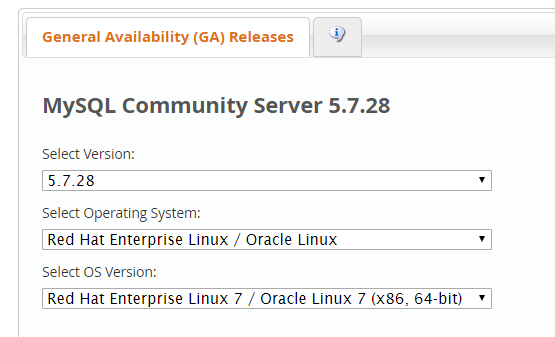 General Availability (GA) Releases
MySQL Community Server 5.7.28
Select Version:
5.7.28
Select Operating System:
Red Hat Enterprise Linux / Oracle Linux
Select OS Version:
Red Hat Enterprise Linux 7 / Oracle Linux 7 (x86, 64-bit)